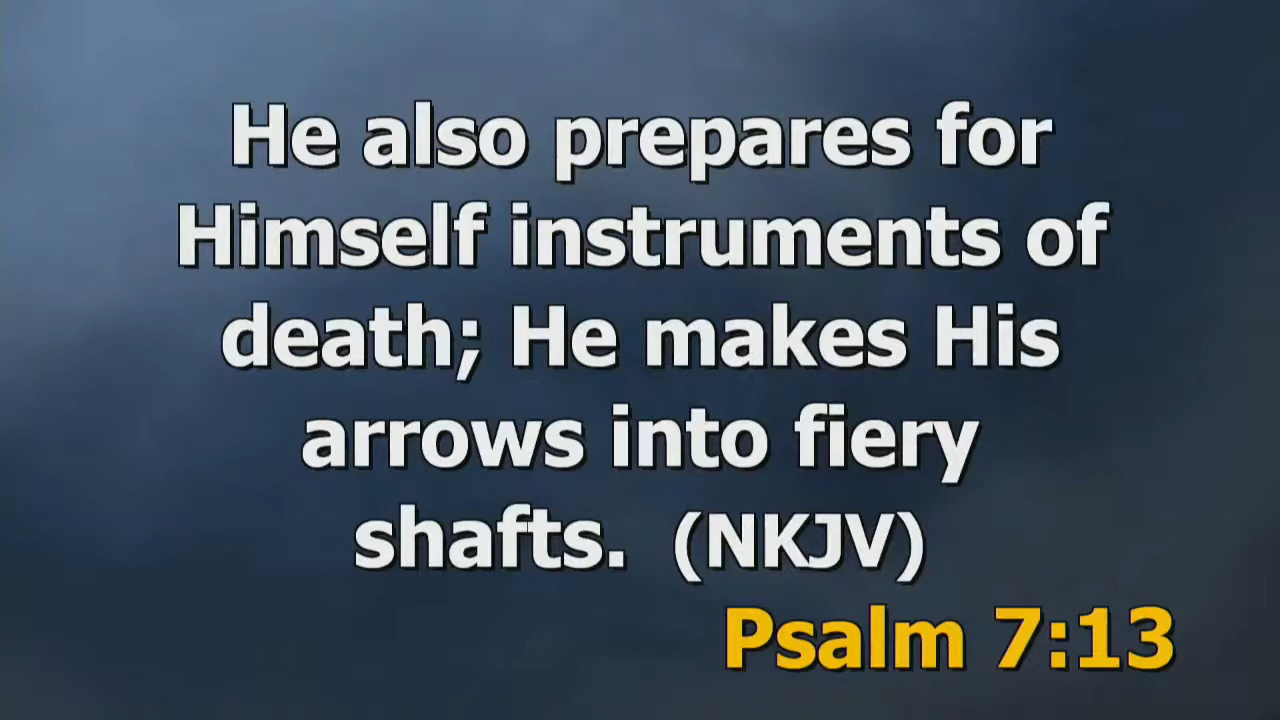 He also prepares for
Himself instruments of
death; He makes His
arrows into fiery
shafts.  (NKJV)
Psalm 7:13